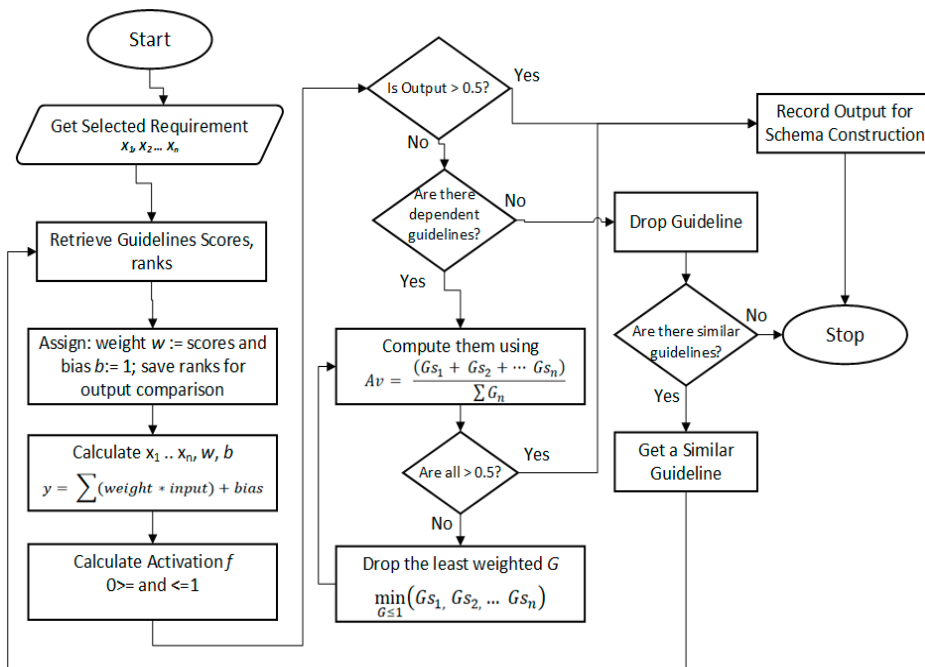 Start
Get Selected Requirement
x₁, x₂ ... xₙ
Retrieve Guidelines Scores,
ranks
Assign: weight w := scores and
bias b:= 1; save ranks for
output comparison
Calculate x₁ .. xₙ, w, b
y = ∑(weight * input) + bias
Calculate Activation f
0>= and <=1
Is Output > 0.5?
Yes
No
Are there
dependent
guidelines?
No
Yes
Compute them using
Av = (Gs₁ + Gs₂ + ⋯ Gsₙ) / ∑ Gₙ
Are all > 0.5?
Yes
No
Drop the least weighted G
min G≤1 (Gs₁, Gs₂, … Gsₙ)
Drop Guideline
Are there similar
guidelines?
No
Yes
Get a Similar
Guideline
Record Output for
Schema Construction
Stop